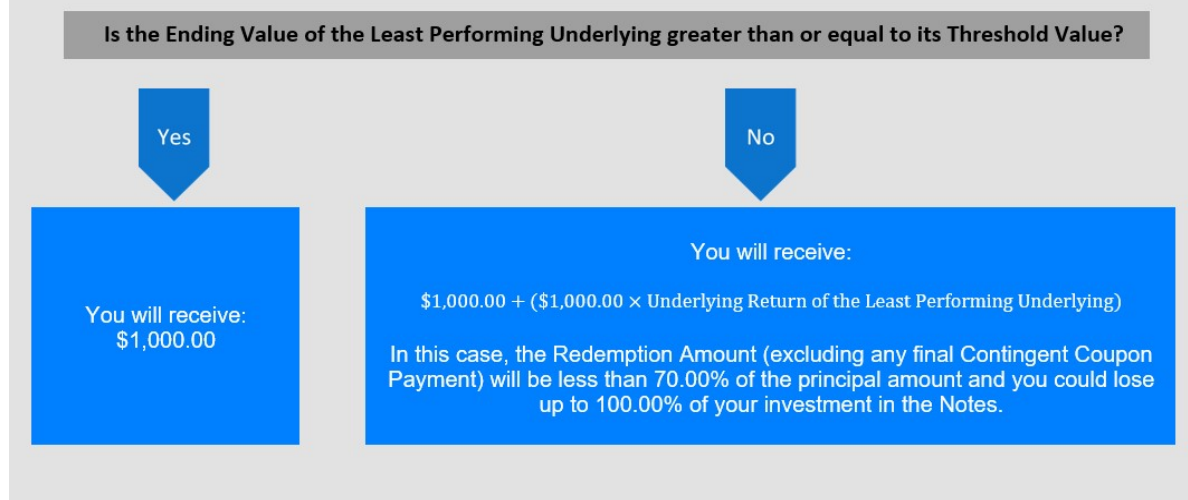 Is the Ending Value of the Least Performing Underlying greater than or equal to its Threshold Value?
Yes
No
You will receive:
$1,000.00
You will receive:
$1,000.00 + ($1,000.00 × Underlying Return of the Least Performing Underlying)
In this case, the Redemption Amount (excluding any final Contingent Coupon
Payment) will be less than 70.00% of the principal amount and you could lose
up to 100.00% of your investment in the Notes.